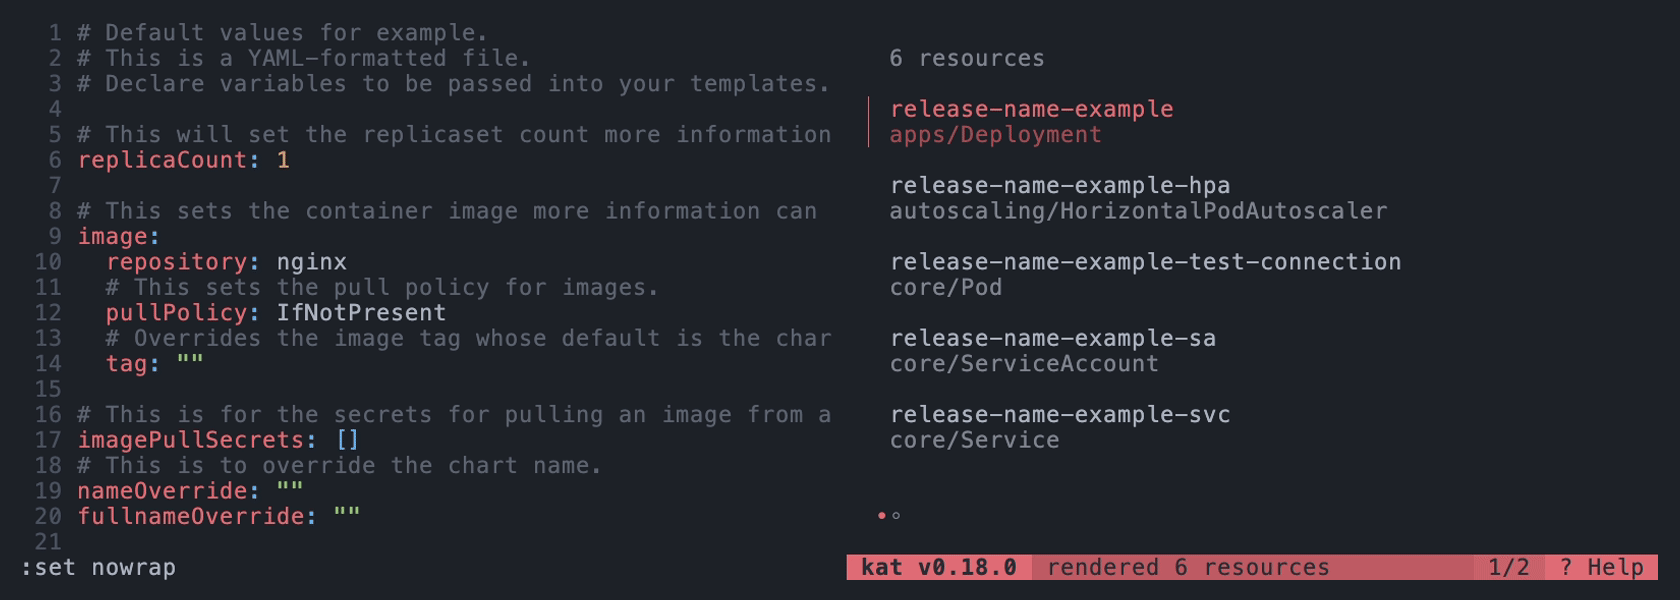 1 # Default values for example.
2 # This is a YAML-formatted file.
3 # Declare variables to be passed into your templates.
4
5 # This will set the replicaset count more information
6 replicaCount: 1
7
8 # This sets the container image more information can
9 image:
10   repository: nginx
11   # This sets the pull policy for images.
12   pullPolicy: IfNotPresent
13   # Overrides the image tag whose default is the char
14   tag: ""
15
16 # This is for the secrets for pulling an image from a
17 imagePullSecrets: []
18 # This is to override the chart name.
19 nameOverride: ""
20 fullnameOverride: ""
21
:set nowrap
6 resources
release-name-example
apps/Deployment
release-name-example-hpa
autoscaling/HorizontalPodAutoscaler
release-name-example-test-connection
core/Pod
release-name-example-sa
core/ServiceAccount
release-name-example-svc
core/Service
kat v0.18.0 rendered 6 resources 1/2 ? Help